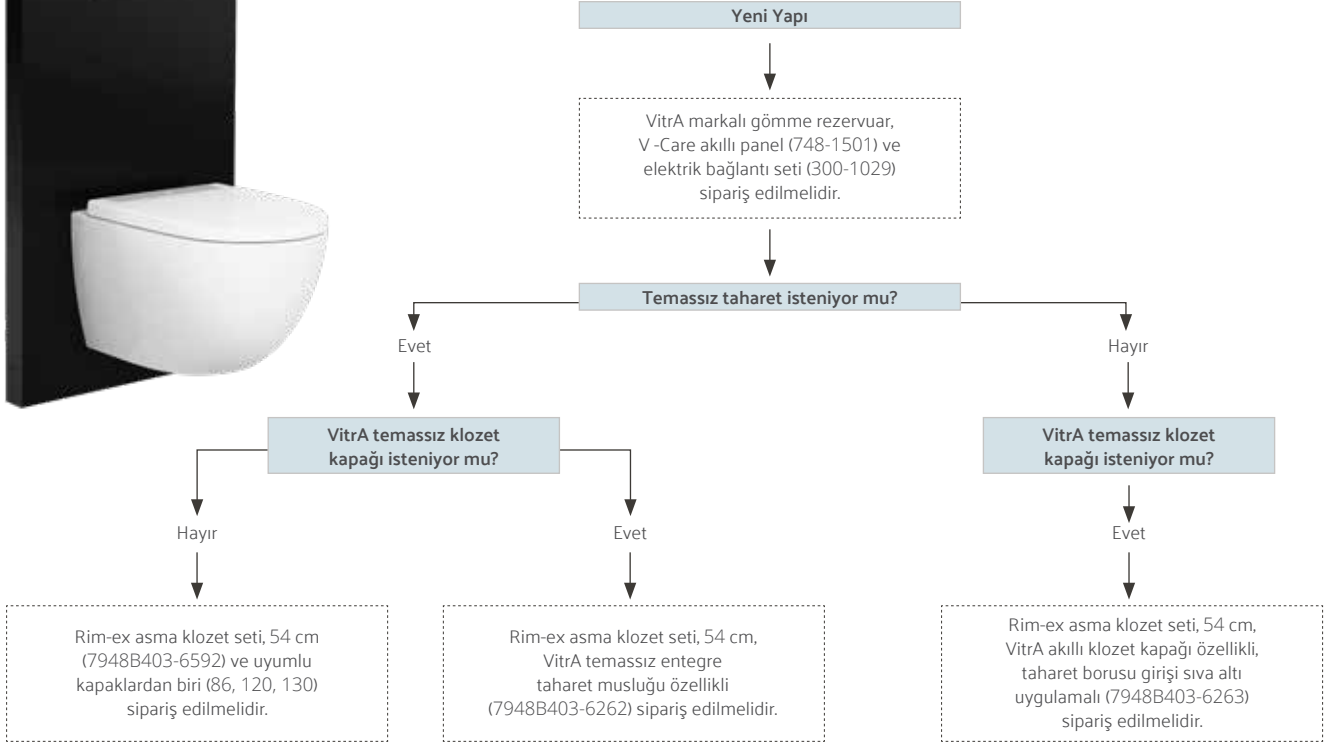 Yeni Yapı
VitrA markalı gömme rezervuar,
V -Care akıllı panel (748-1501) ve
elektrik bağlantı seti (300-1029)
sipariş edilmelidir.
Temassız taharet isteniyor mu?
Evet
Hayır
VitrA temassız klozet
kapağı isteniyor mu?
VitrA temassız klozet
kapağı isteniyor mu?
Hayır
Evet
Evet
Rim-ex asma klozet seti, 54 cm
(7948B403-6592) ve uyumlu
kapaklardan biri (86, 120, 130)
sipariş edilmelidir.
Rim-ex asma klozet seti, 54 cm,
VitrA temassız entegre
taharet musluğu özellikli
(7948B403-6262) sipariş edilmelidir.
Rim-ex asma klozet seti, 54 cm,
VitrA akıllı klozet kapağı özellikli,
taharet borusu girişi sıva altı
uygulamalı (7948B403-6263)
sipariş edilmelidir.